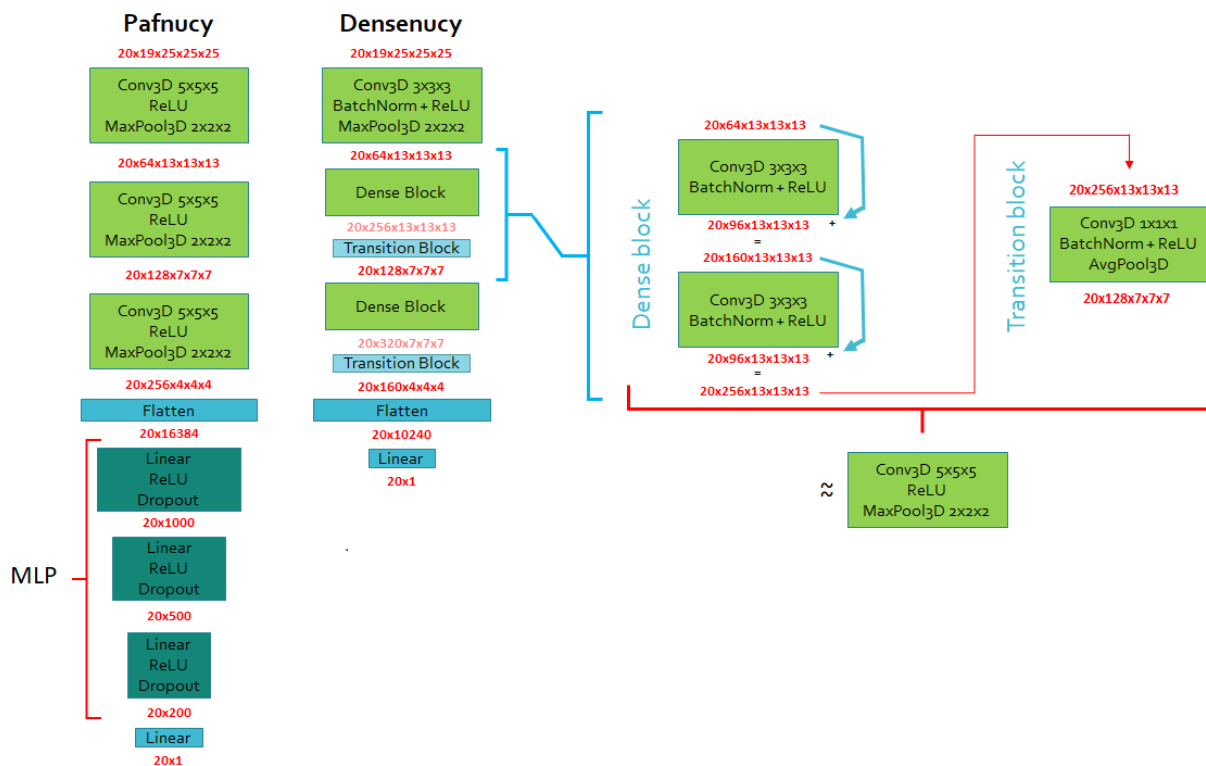 Pafnucy
20x19x25x25x25
Conv3D 5x5x5
ReLU
MaxPool3D 2x2x2
20x64x13x13x13
Conv3D 5x5x5
ReLU
MaxPool3D 2x2x2
20x128x7x7x7
Conv3D 5x5x5
ReLU
MaxPool3D 2x2x2
20x256x4x4x4
Flatten
20x16384
MLP
Linear
ReLU
Dropout
20x1000
Linear
ReLU
Dropout
20x500
Linear
ReLU
Dropout
20x200
Linear
20x1
Densenucy
20x19x25x25x25
Conv3D 3x3x3
BatchNorm + ReLU
MaxPool3D 2x2x2
20x64x13x13x13
Dense Block
20x256x13x13x13
Transition Block
20x128x7x7x7
Dense Block
20x320x7x7x7
Transition Block
20x160x4x4x4
Flatten
20x10240
Linear
20x1
.
Dense block
20x64x13x13x13
Conv3D 3x3x3
BatchNorm + ReLU
20x96x13x13x13 +
=
20x160x13x13x13
Conv3D 3x3x3
BatchNorm + ReLU
20x96x13x13x13 +
=
20x256x13x13x13
Transition block
20x256x13x13x13
Conv3D 1x1x1
BatchNorm + ReLU
AvgPool3D
20x128x7x7x7
≈
Conv3D 5x5x5
ReLU
MaxPool3D 2x2x2